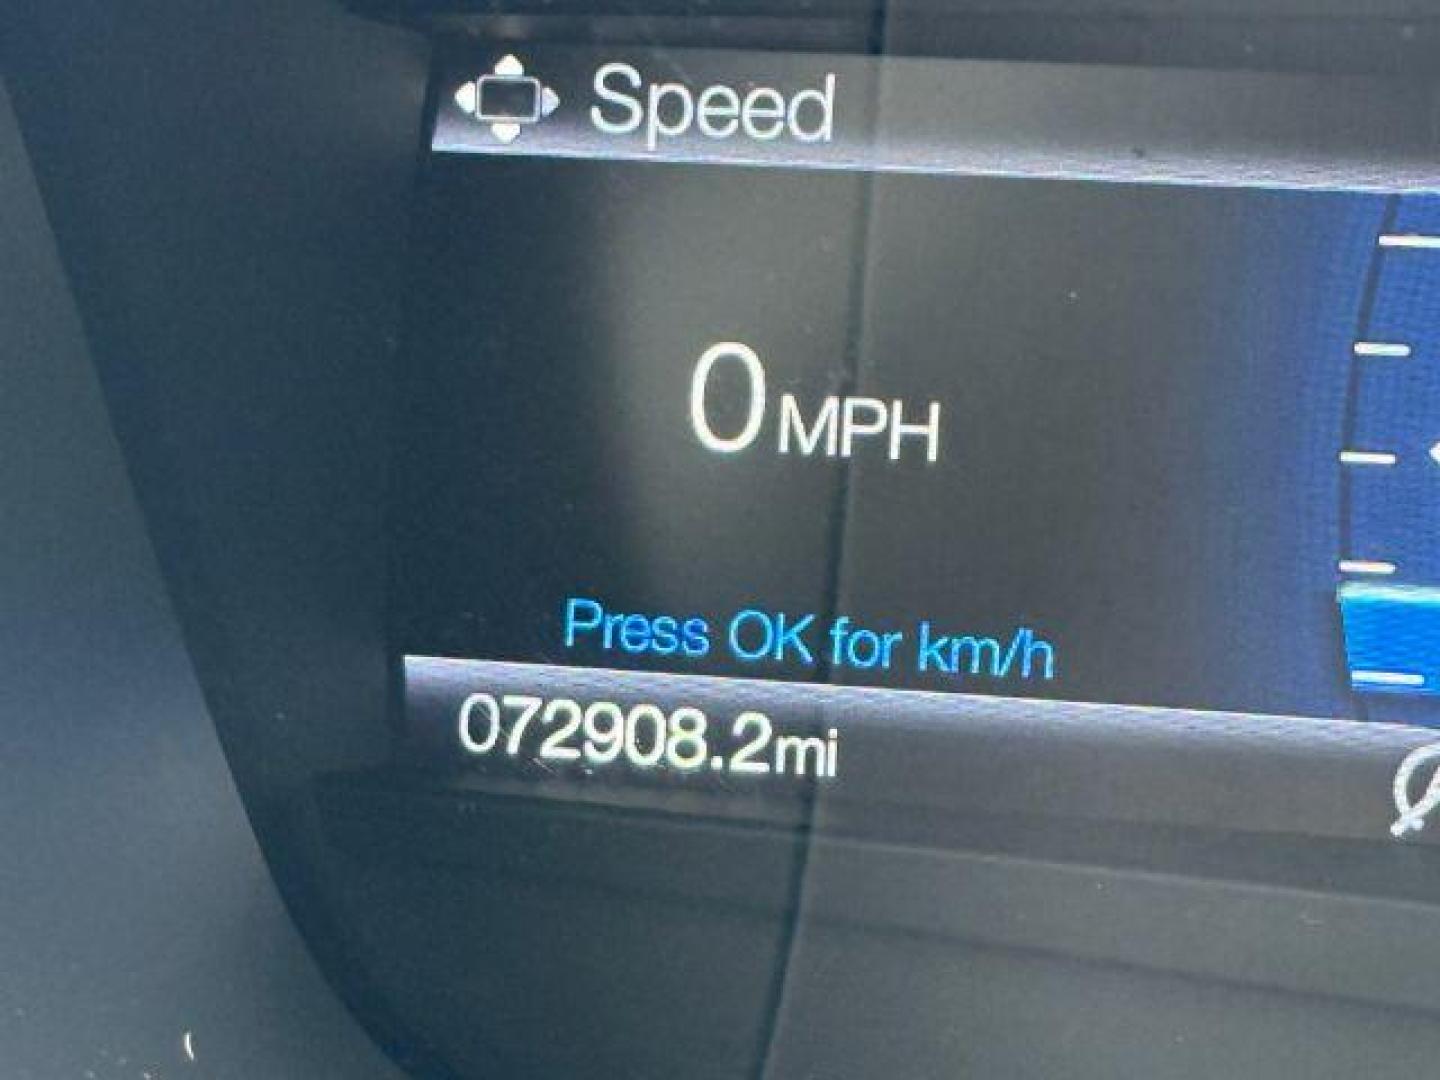 Speed
0 MPH
Press OK for km/h
072908.2mi